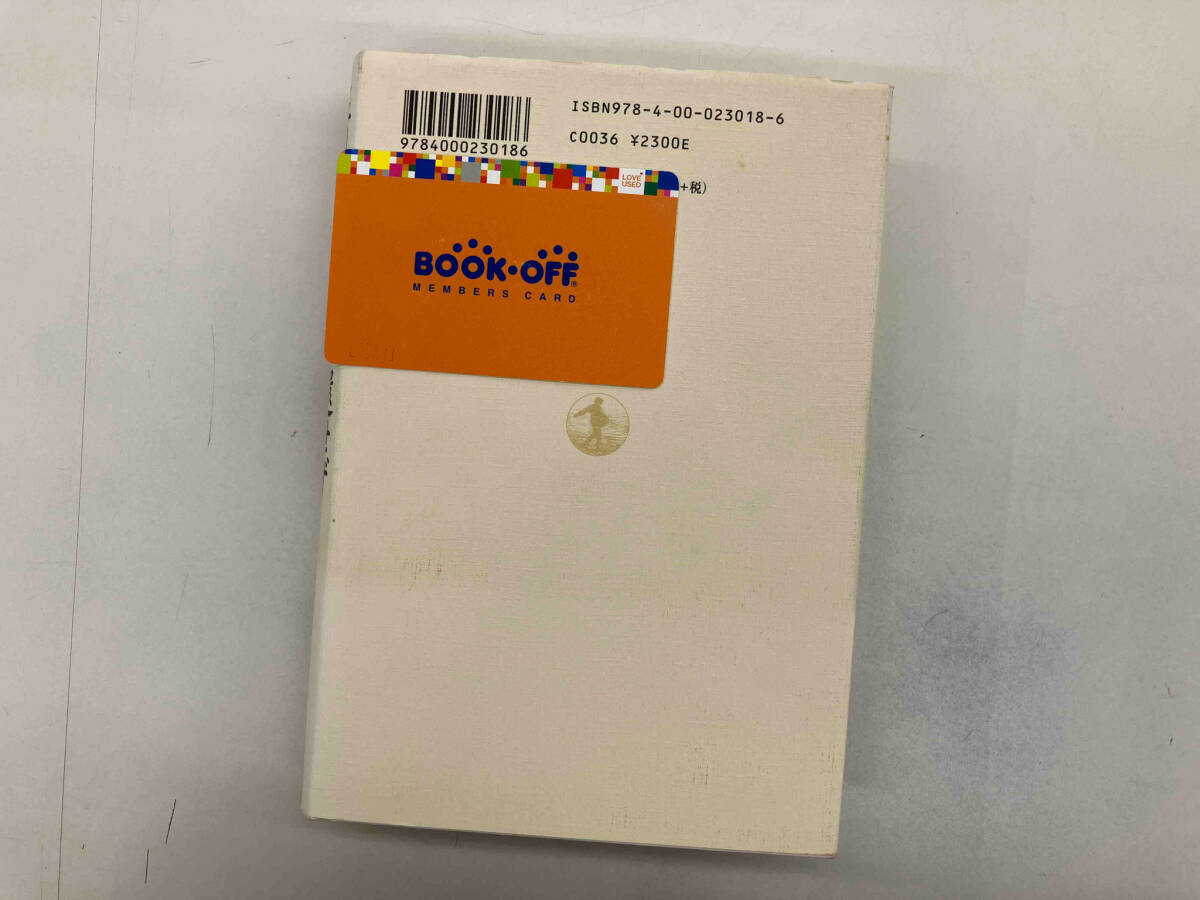 ISBN978-4-00-023018-6
C0036 ¥2300E
9784000230186
+税)
LOVE
USED
BOOK・OFF®
MEMBERS CARD